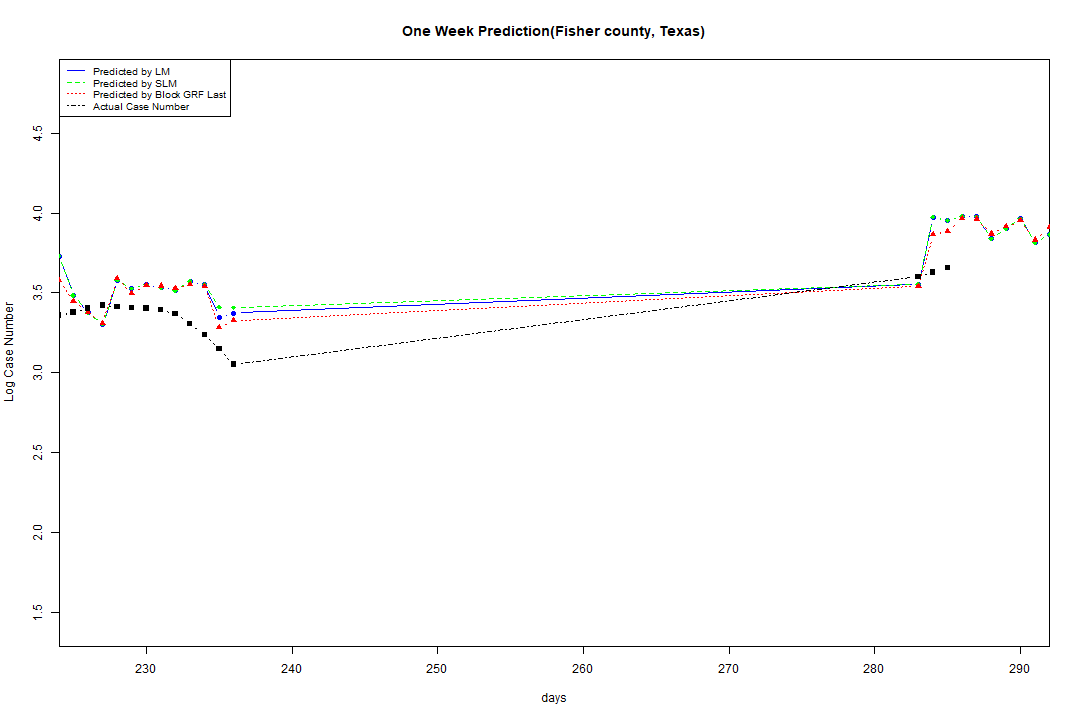 One Week Prediction(Fisher county, Texas)
Predicted by LM
Predicted by SLM
Predicted by Block GRF Last
Actual Case Number
4.5
4.0
3.5
3.0
2.5
2.0
1.5
Log Case Number
230 240 250 260 270 280 290
days